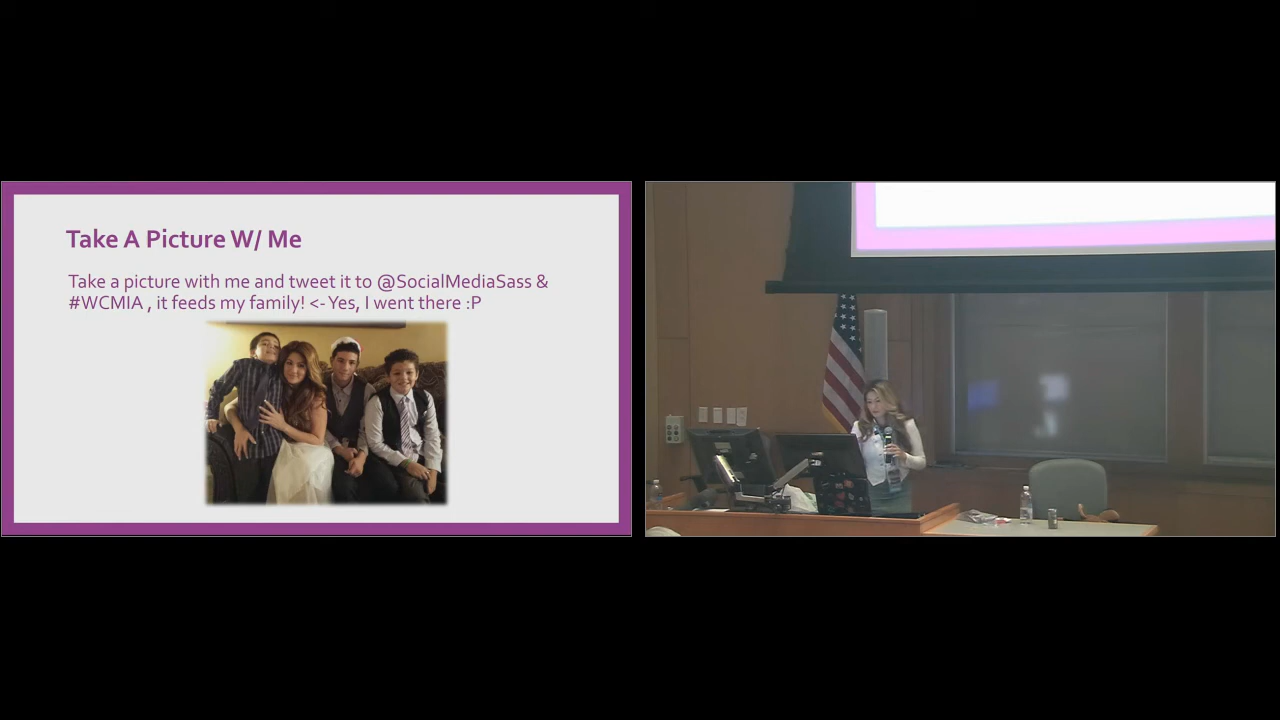 Take A Picture W/ Me
Take a picture with me and tweet it to @SocialMediaSass &
#WCMIA , it feeds my family! <- Yes, I went there :P